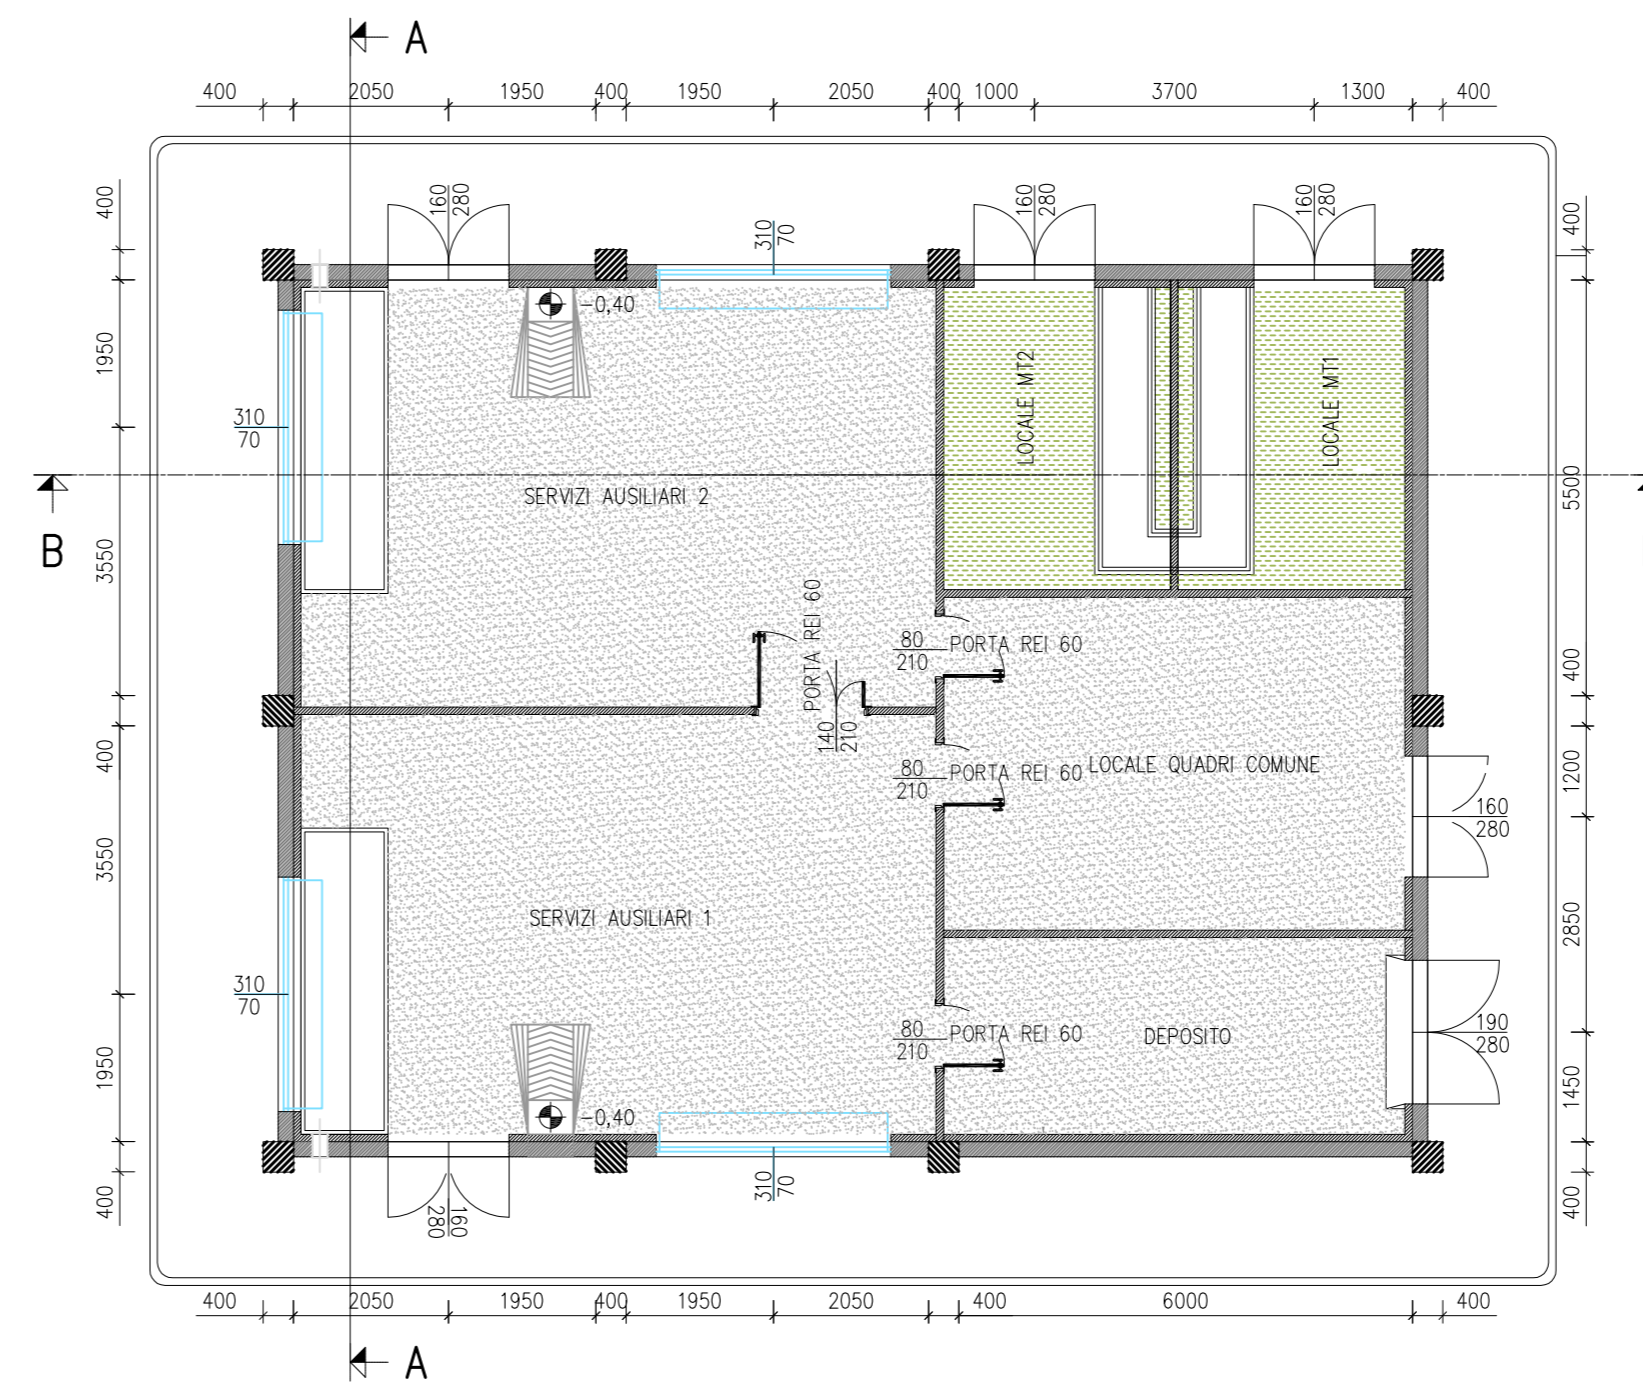 A
400 2050 1950 400 1950 2050 400 1000 3700 1300 400
400
160
280
310
70
160
280
160
280
400
-0,40
1950
310
70
LOCALE MT2
LOCALE MT1
SERVIZI AUSILIARI 2
5500
B
3550
PORTA REI 60
80
210
PORTA REI 60
400
140
210
400
80
210
PORTA REI 60
LOCALE QUADRI COMUNE
1200
160
280
3550
SERVIZI AUSILIARI 1
2850
310
70
80
210
PORTA REI 60
DEPOSITO
190
280
1950
1450
-0,40
400
160
280
310
70
400
400 2050 1950 400 1950 2050 400 6000 400
A